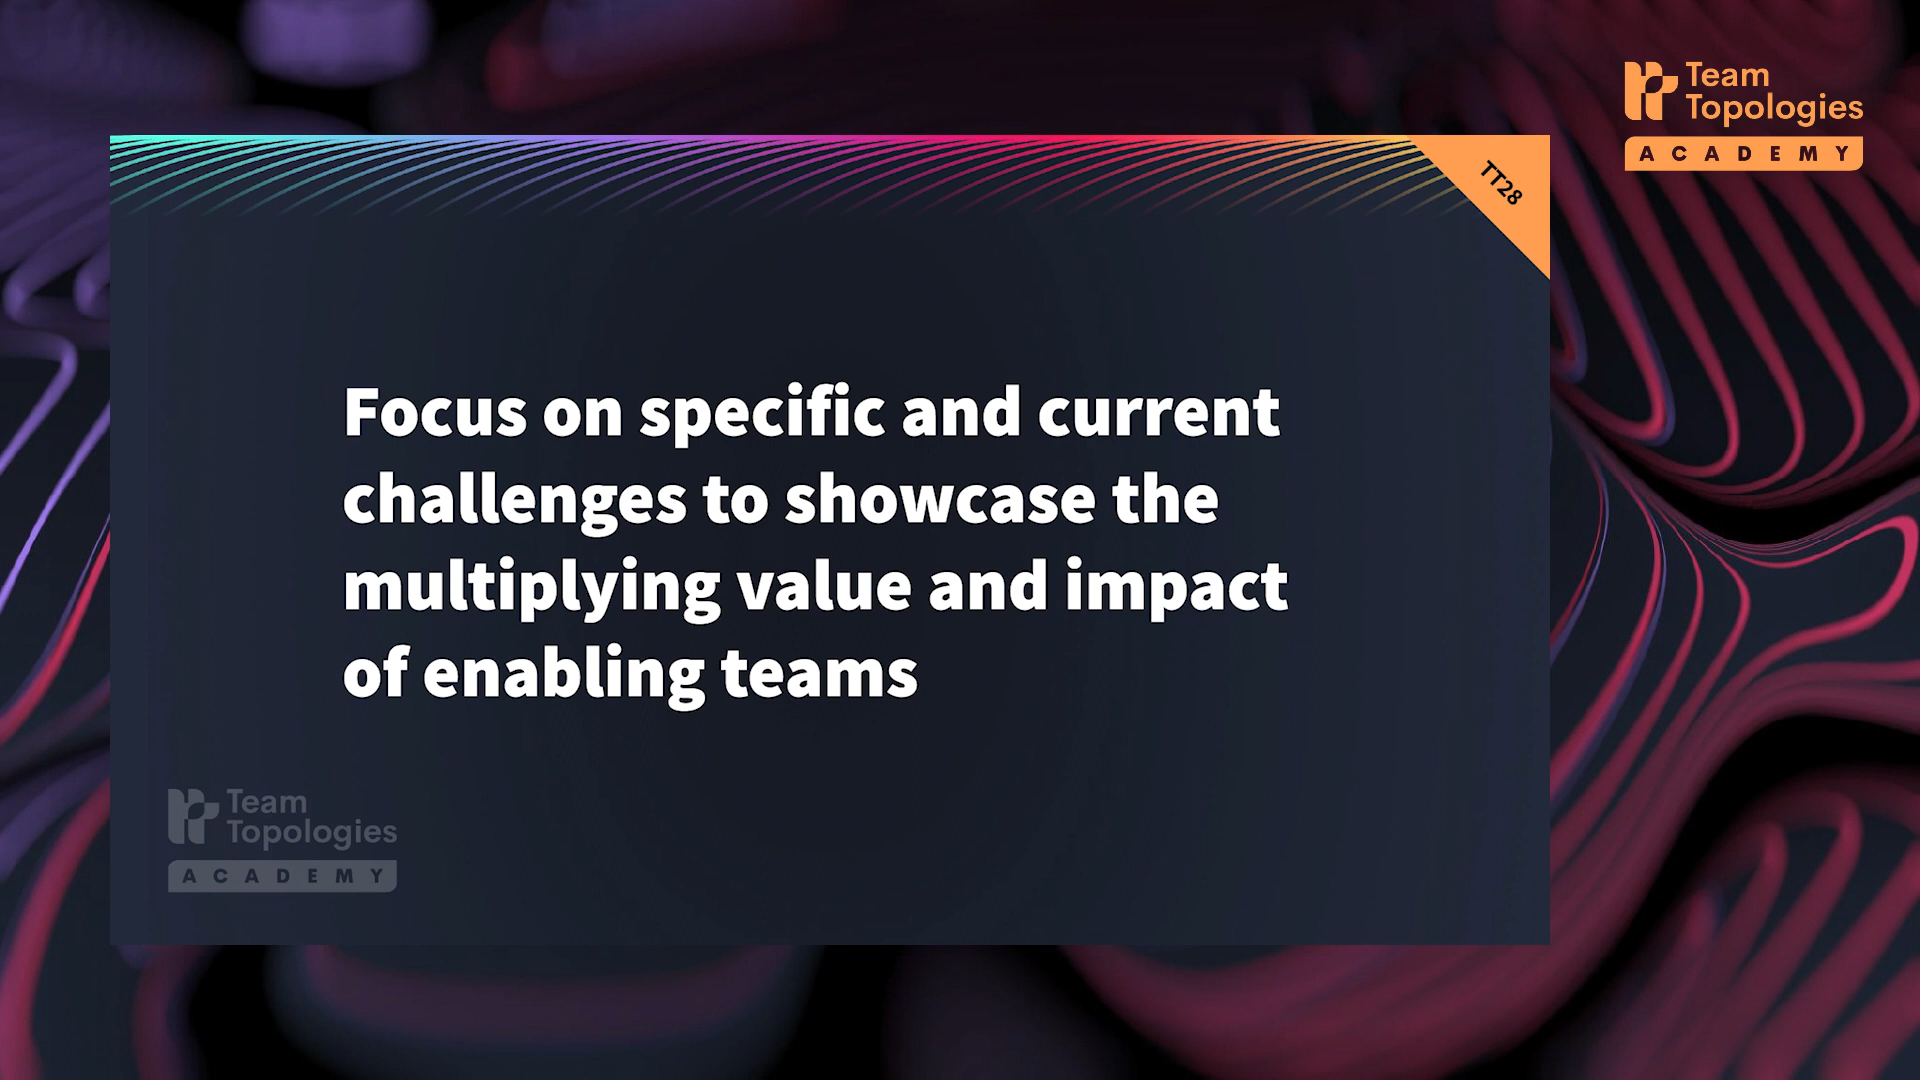 Team
Topologies
ACADEMY
TT28
Focus on specific and current
challenges to showcase the
multiplying value and impact
of enabling teams
Team
Topologies
ACADEMY